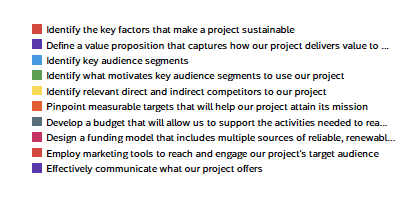 Identify the key factors that make a project sustainable
Define a value proposition that captures how our project delivers value to ...
Identify key audience segments
Identify what motivates key audience segments to use our project
Identify relevant direct and indirect competitors to our project
Pinpoint measurable targets that will help our project attain its mission
Develop a budget that will allow us to support the activities needed to rea...
Design a funding model that includes multiple sources of reliable, renewabl...
Employ marketing tools to reach and engage our project's target audience
Effectively communicate what our project offers